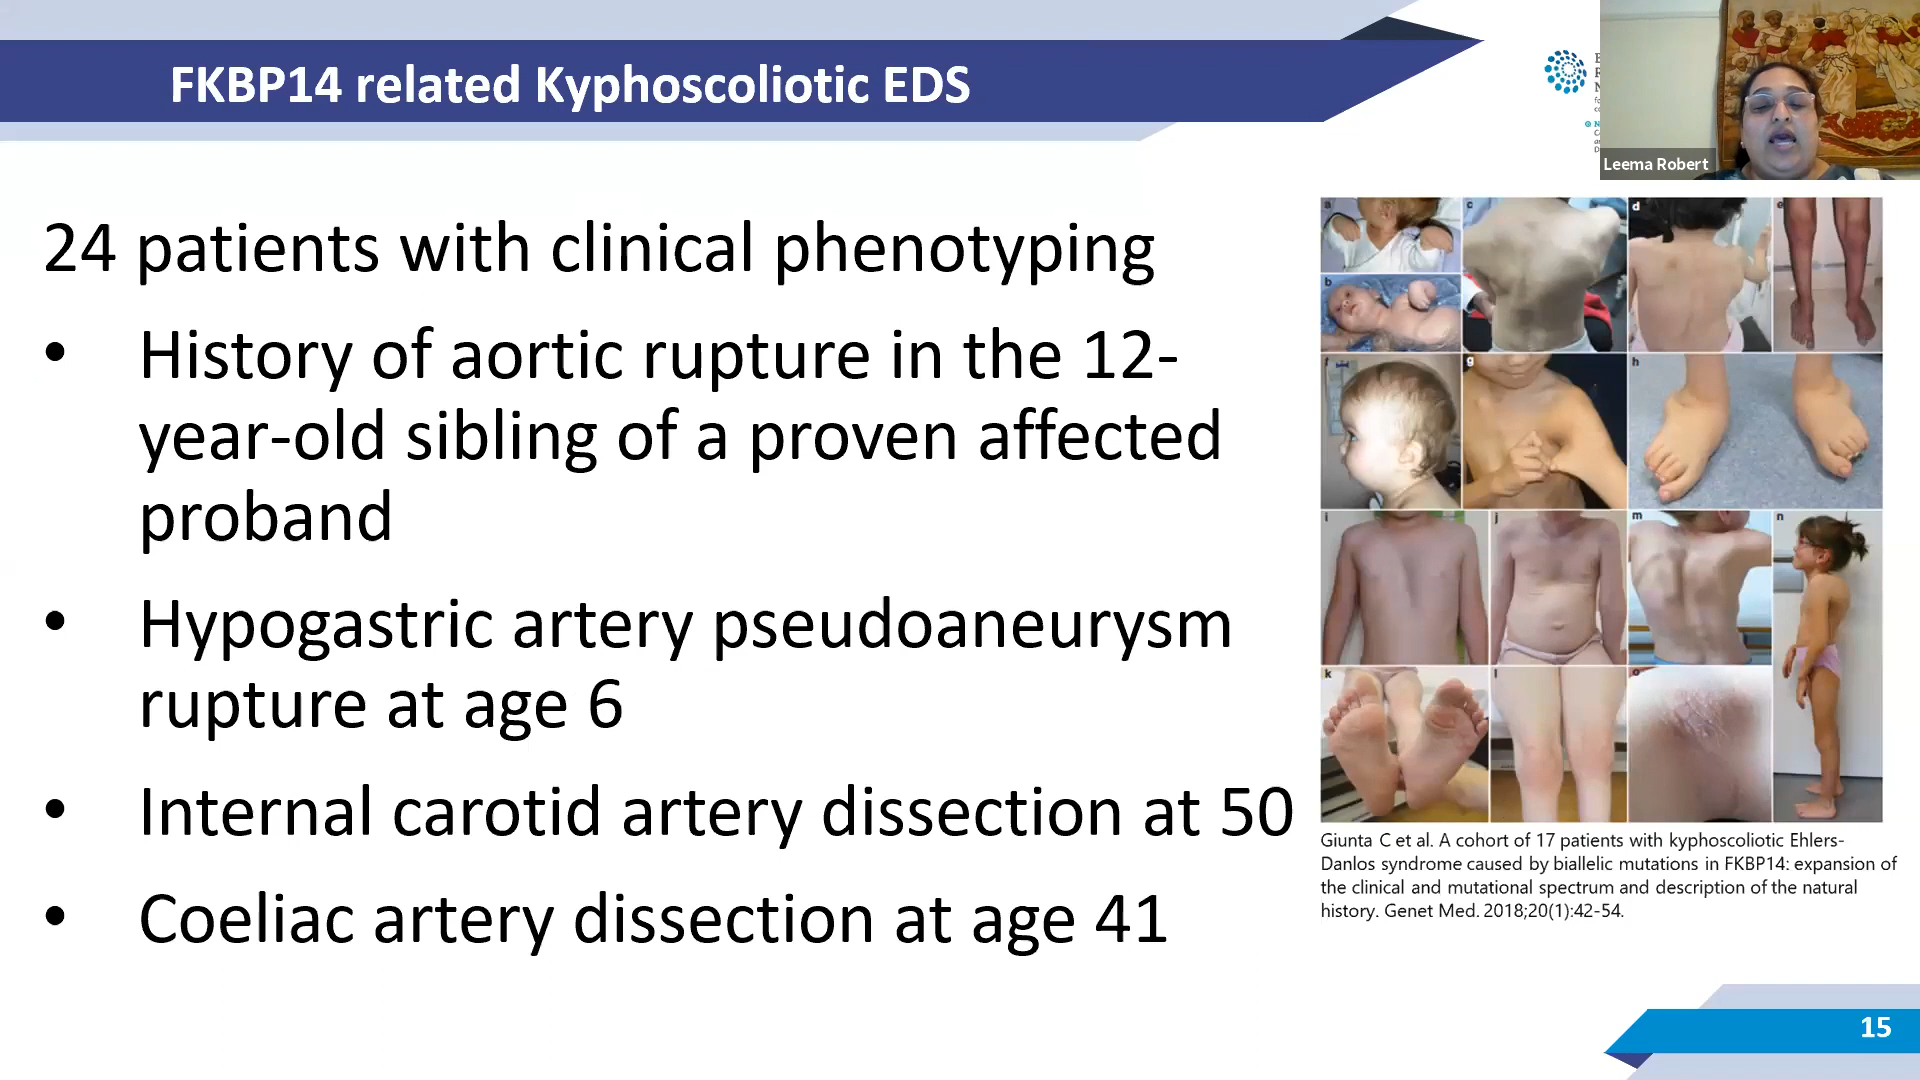 FKBP14 related Kyphoscoliotic EDS
Leema Robert
24 patients with clinical phenotyping
• History of aortic rupture in the 12-
year-old sibling of a proven affected
proband
• Hypogastric artery pseudoaneurysm
rupture at age 6
• Internal carotid artery dissection at 50
• Coeliac artery dissection at age 41
a
c
d
e
b
f
g
h
i
j
m
n
k
l
o
Giunta C et al. A cohort of 17 patients with kyphoscoliotic Ehlers-
Danlos syndrome caused by biallelic mutations in FKBP14: expansion of
the clinical and mutational spectrum and description of the natural
history. Genet Med. 2018;20(1):42-54.
15